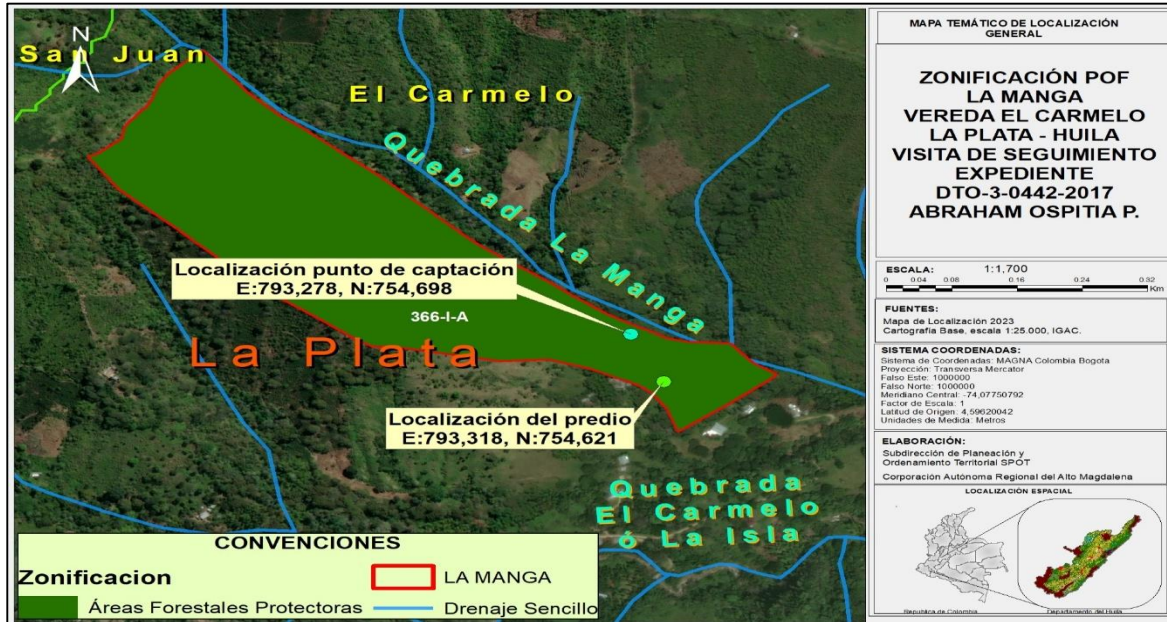 N
San Juan
El Carmelo
Quebrada La Manga
Localización punto de captación
E:793,278, N:754,698
366-I-A
La Plata
Localización del predio
E:793,318, N:754,621
Quebrada
El Carmelo
ó La Isla
CONVENCIONES
Zonificacion
LA MANGA
Áreas Forestales Protectoras
Drenaje Sencillo
MAPA TEMÁTICO DE LOCALIZACIÓN
GENERAL
ZONIFICACIÓN POF
LA MANGA
VEREDA EL CARMELO
LA PLATA - HUILA
VISITA DE SEGUIMIENTO
EXPEDIENTE
DTO-3-0442-2017
ABRAHAM OSPITIA P.
ESCALA: 1:1,700
0 0.04 0.08 0.16 0.24 0.32
Km
FUENTES:
Mapa de Localización 2023
Cartografía Base, escala 1:25.000, IGAC.
SISTEMA COORDENADAS:
Sistema de Coordenadas: MAGNA Colombia Bogota
Proyección: Transversa Mercator
Falso Este: 1000000
Falso Norte: 1000000
Meridiano Central: -74,07750792
Factor de Escala: 1
Latitud de Origen: 4,59620042
Unidades de Medida: Metros
ELABORACIÓN:
Subdirección de Planeación y
Ordenamiento Territorial SPOT
Corporación Autónoma Regional del Alto Magdalena
LOCALIZACIÓN ESPACIAL
Republica de Colombia
Departamento del Huila